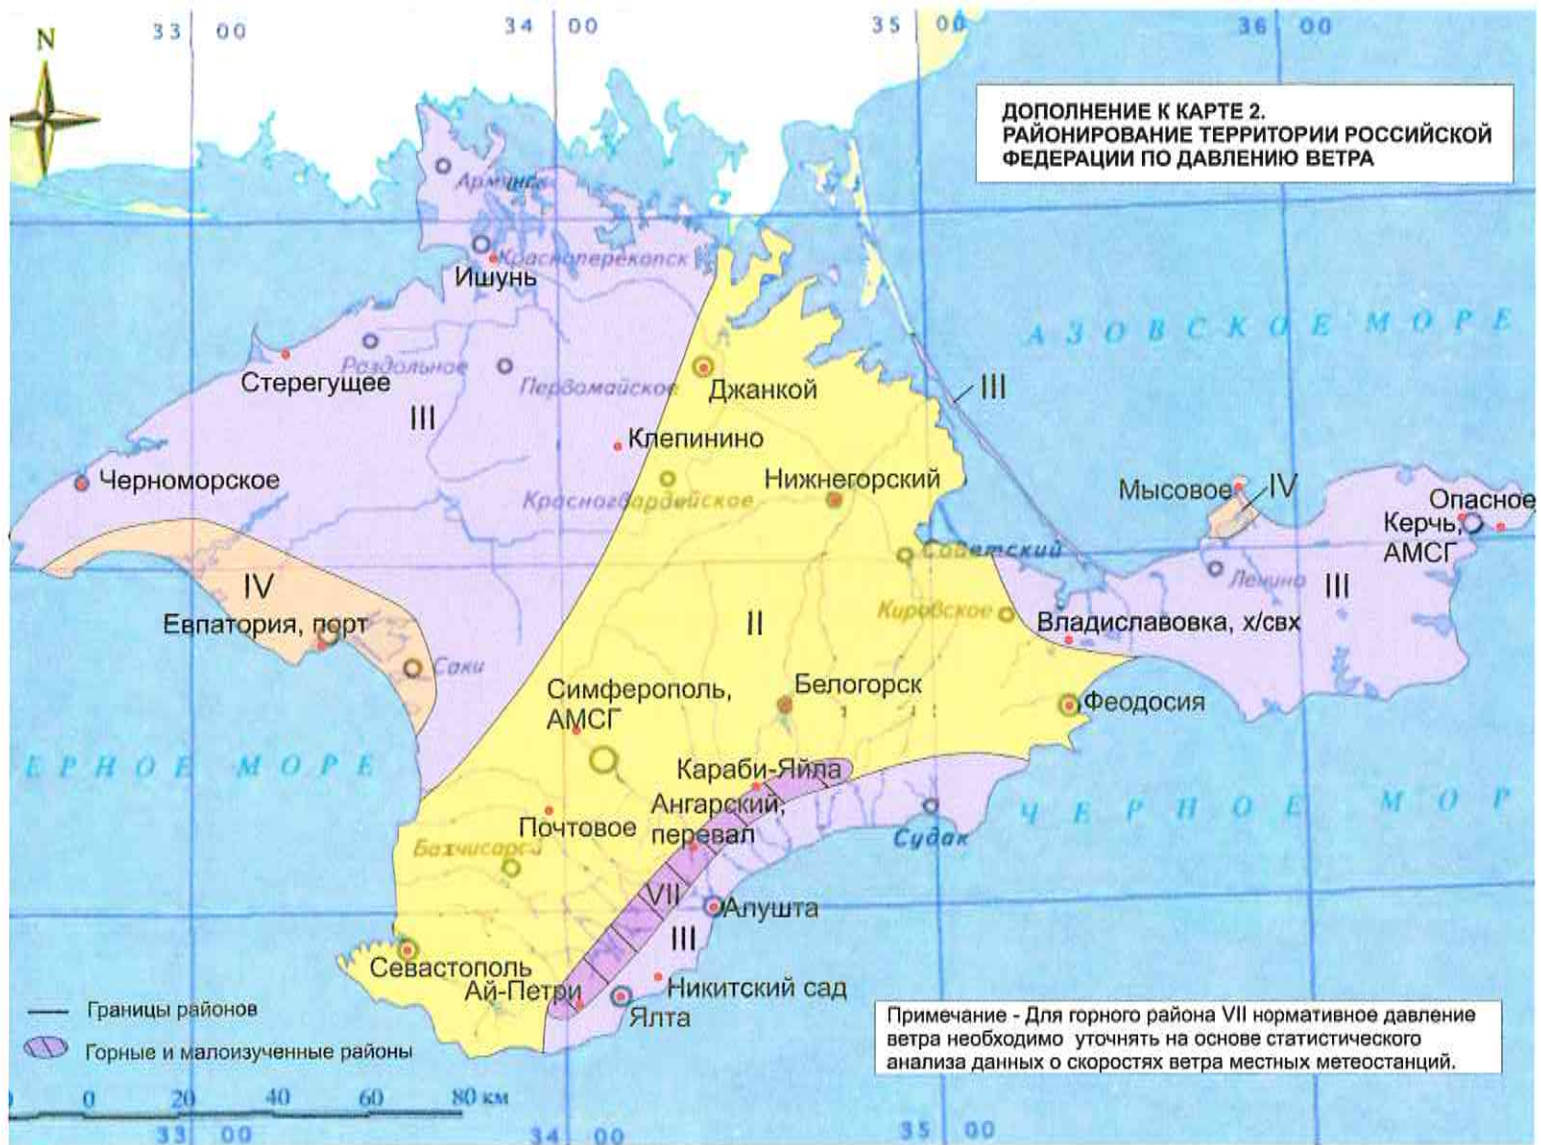 33 00
34 00
35 00
36 00
N
ДОПОЛНЕНИЕ К КАРТЕ 2.
РАЙОНИРОВАНИЕ ТЕРРИТОРИИ РОССИЙСКОЙ
ФЕДЕРАЦИИ ПО ДАВЛЕНИЮ ВЕТРА
Армянск
Красноперекопск
Ишунь
АЗОВСКОЕ МОРЕ
Раздольное
Стерегущее
Первомайское
Джанкой
III
III
Клепинино
Черноморское
Нижнегорский
Мысовое
IV
Опасное
Красногвардейское
Керчь,
АМСГ
Советский
IV
Ленино
III
Евпатория, порт
II
Кировское
Владиславовка, х/свх
Саки
Симферополь,
АМСГ
Белогорск
Феодосия
ЕРНОЕ МОРЕ
Караби-Яйла
Ангарский,
перевал
ЧЕРНОЕ МОР
Почтовое
Судак
Бахчисарай
VII
Алушта
III
Севастополь
Ай-Петри
Никитский сад
Ялта
Границы районов
Горные и малоизученные районы
Примечание - Для горного района VII нормативное давление
ветра необходимо уточнять на основе статистического
анализа данных о скоростях ветра местных метеостанций.
0 20 40 60 80 км
33 00
34 00
35 00